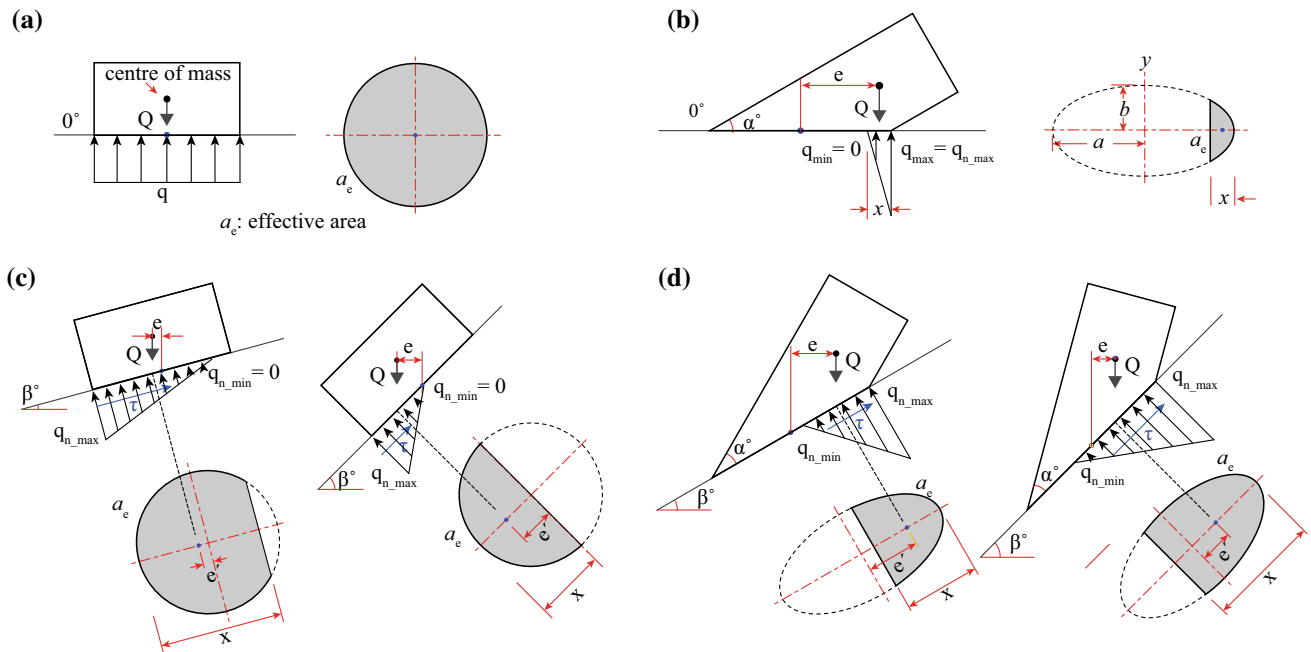 (a)
centre of mass
Q
0°
q
a_e
a_e: effective area
(b)
e
Q
0°
α°
q_min = 0
q_max = q_n_max
x
y
b
a
a_e
x
(c)
e
Q
q_n_min = 0
β°
τ
q_n_max
a_e
e'
x
e
Q
q_n_min = 0
τ
q_n_max
β°
a_e
e'
x
(d)
e
Q
q_n_max
τ
q_n_min
α°
β°
a_e
e'
x
e
Q
q_n_max
τ
q_n_min
α°
β°
a_e
e'
x